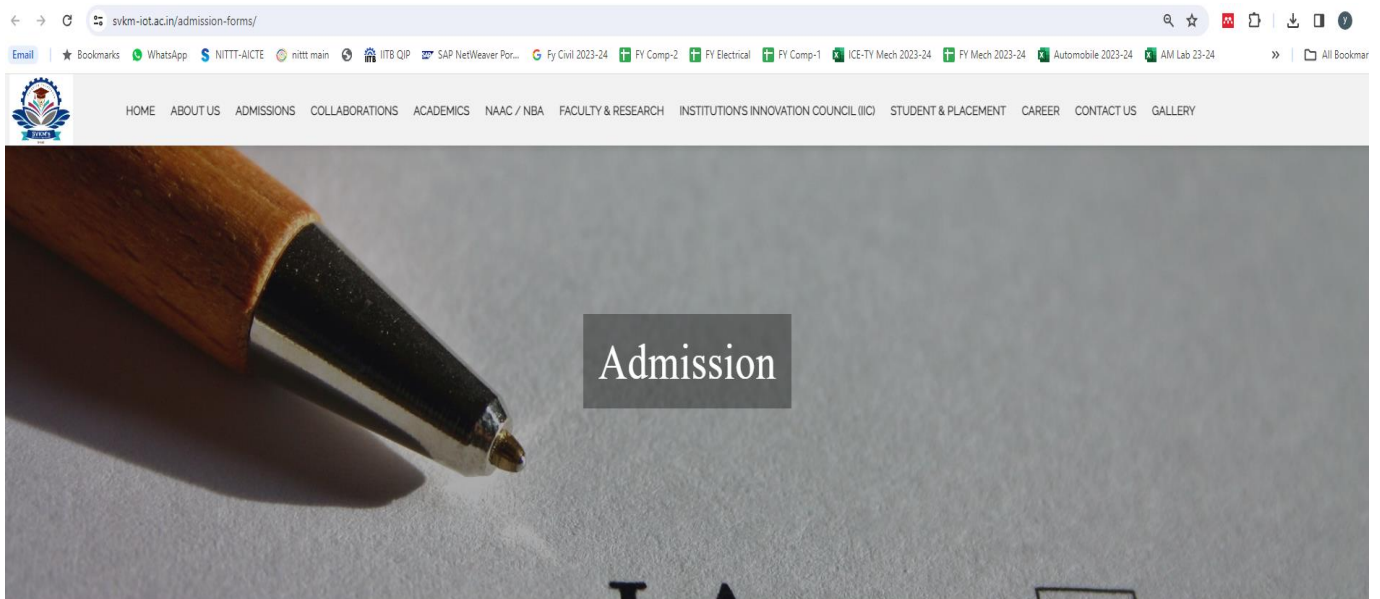 svkm-iot.ac.in/admission-forms/
Email Bookmarks WhatsApp NITTT-AICTE nittt main IITB QIP SAP NetWeaver Por... Fy Civil 2023-24 FY Comp-2 FY Electrical FY Comp-1 ICE-TY Mech 2023-24 FY Mech 2023-24 Automobile 2023-24 AM Lab 23-24 » All Bookmar
SVKM'S
HOME ABOUT US ADMISSIONS COLLABORATIONS ACADEMICS NAAC / NBA FACULTY & RESEARCH INSTITUTION'S INNOVATION COUNCIL (IIC) STUDENT & PLACEMENT CAREER CONTACT US GALLERY
Admission